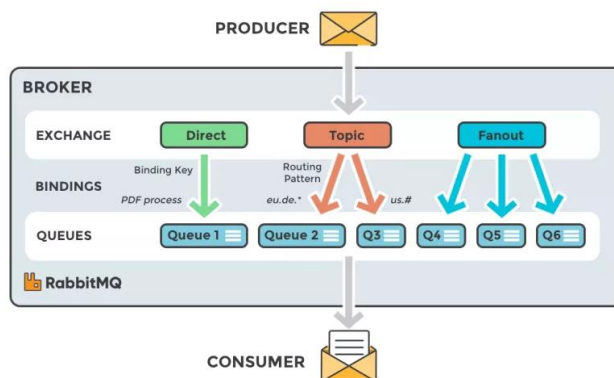 PRODUCER
BROKER
EXCHANGE
Direct
Topic
Fanout
Binding Key
Routing
Pattern
BINDINGS
PDF process
eu.de.*
us.#
QUEUES
Queue 1
Queue 2
Q3
Q4
Q5
Q6
RabbitMQ
CONSUMER